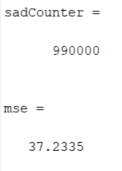 sadCounter =
990000
mse =
37.2335